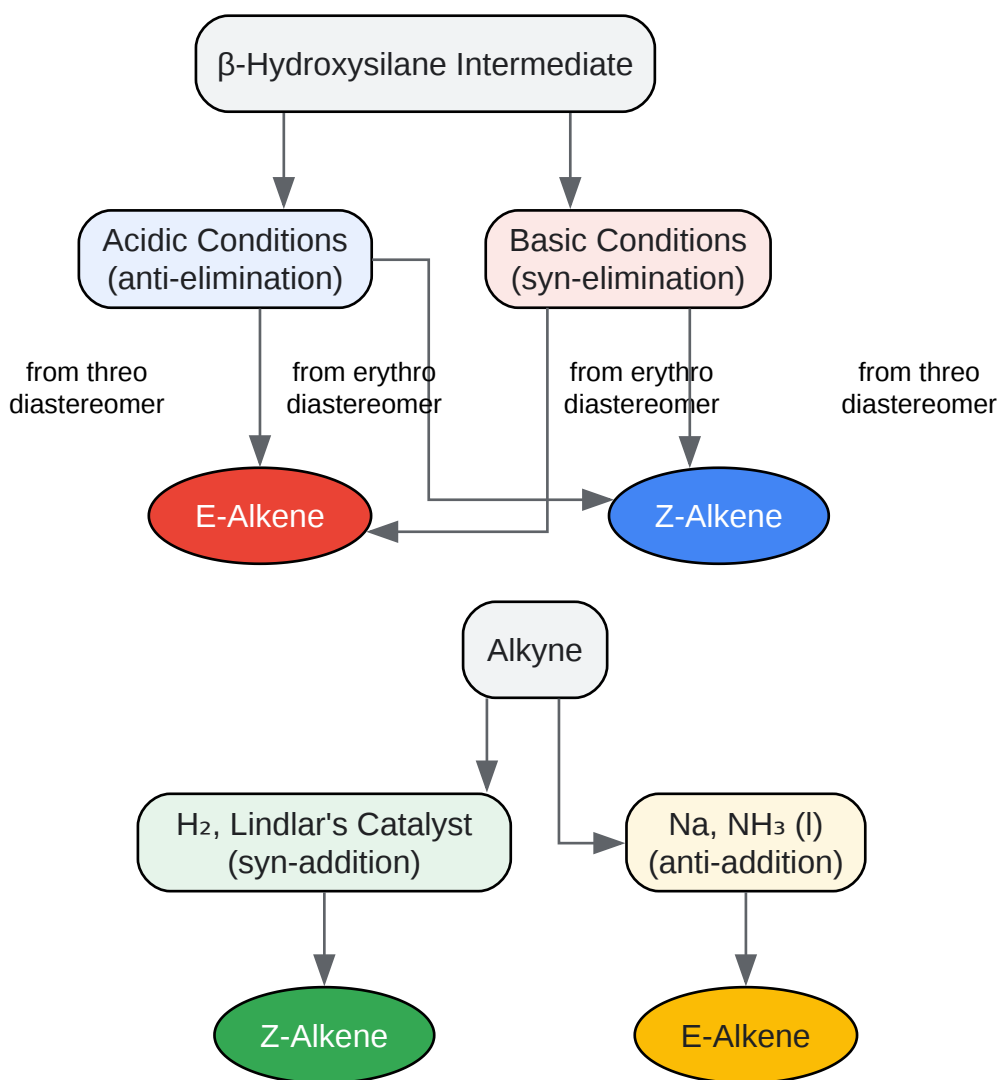 β-Hydroxysilane Intermediate
Acidic Conditions
(anti-elimination)
Basic Conditions
(syn-elimination)
from threo
diastereomer
from erythro
diastereomer
from erythro
diastereomer
from threo
diastereomer
E-Alkene
Z-Alkene
Alkyne
H₂, Lindlar's Catalyst
(syn-addition)
Na, NH₃ (l)
(anti-addition)
Z-Alkene
E-Alkene